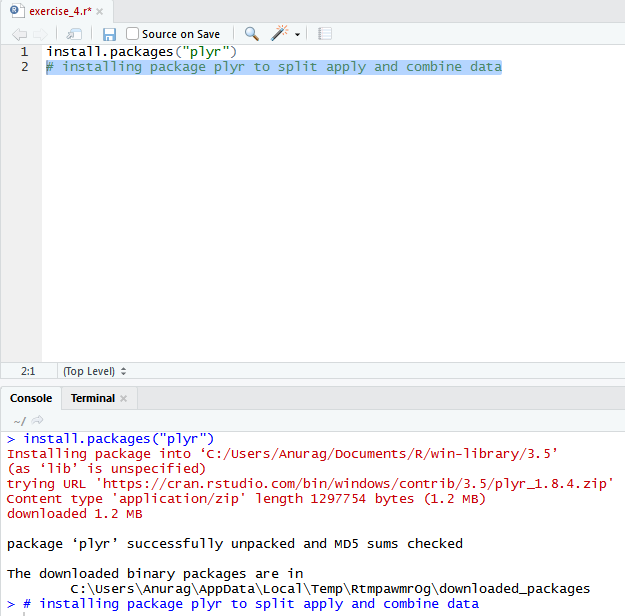 exercise_4.r*
Source on Save
1 install.packages("plyr")
2 # installing package plyr to split apply and combine data
2:1 (Top Level)
Console Terminal
~/
> install.packages("plyr")
Installing package into ‘C:/Users/Anurag/Documents/R/win-library/3.5’
(as ‘lib’ is unspecified)
trying URL 'https://cran.rstudio.com/bin/windows/contrib/3.5/plyr_1.8.4.zip'
Content type 'application/zip' length 1297754 bytes (1.2 MB)
downloaded 1.2 MB
package ‘plyr’ successfully unpacked and MD5 sums checked
The downloaded binary packages are in
C:\Users\Anurag\AppData\Local\Temp\RtmpawmrOg\downloaded_packages
> # installing package plyr to split apply and combine data